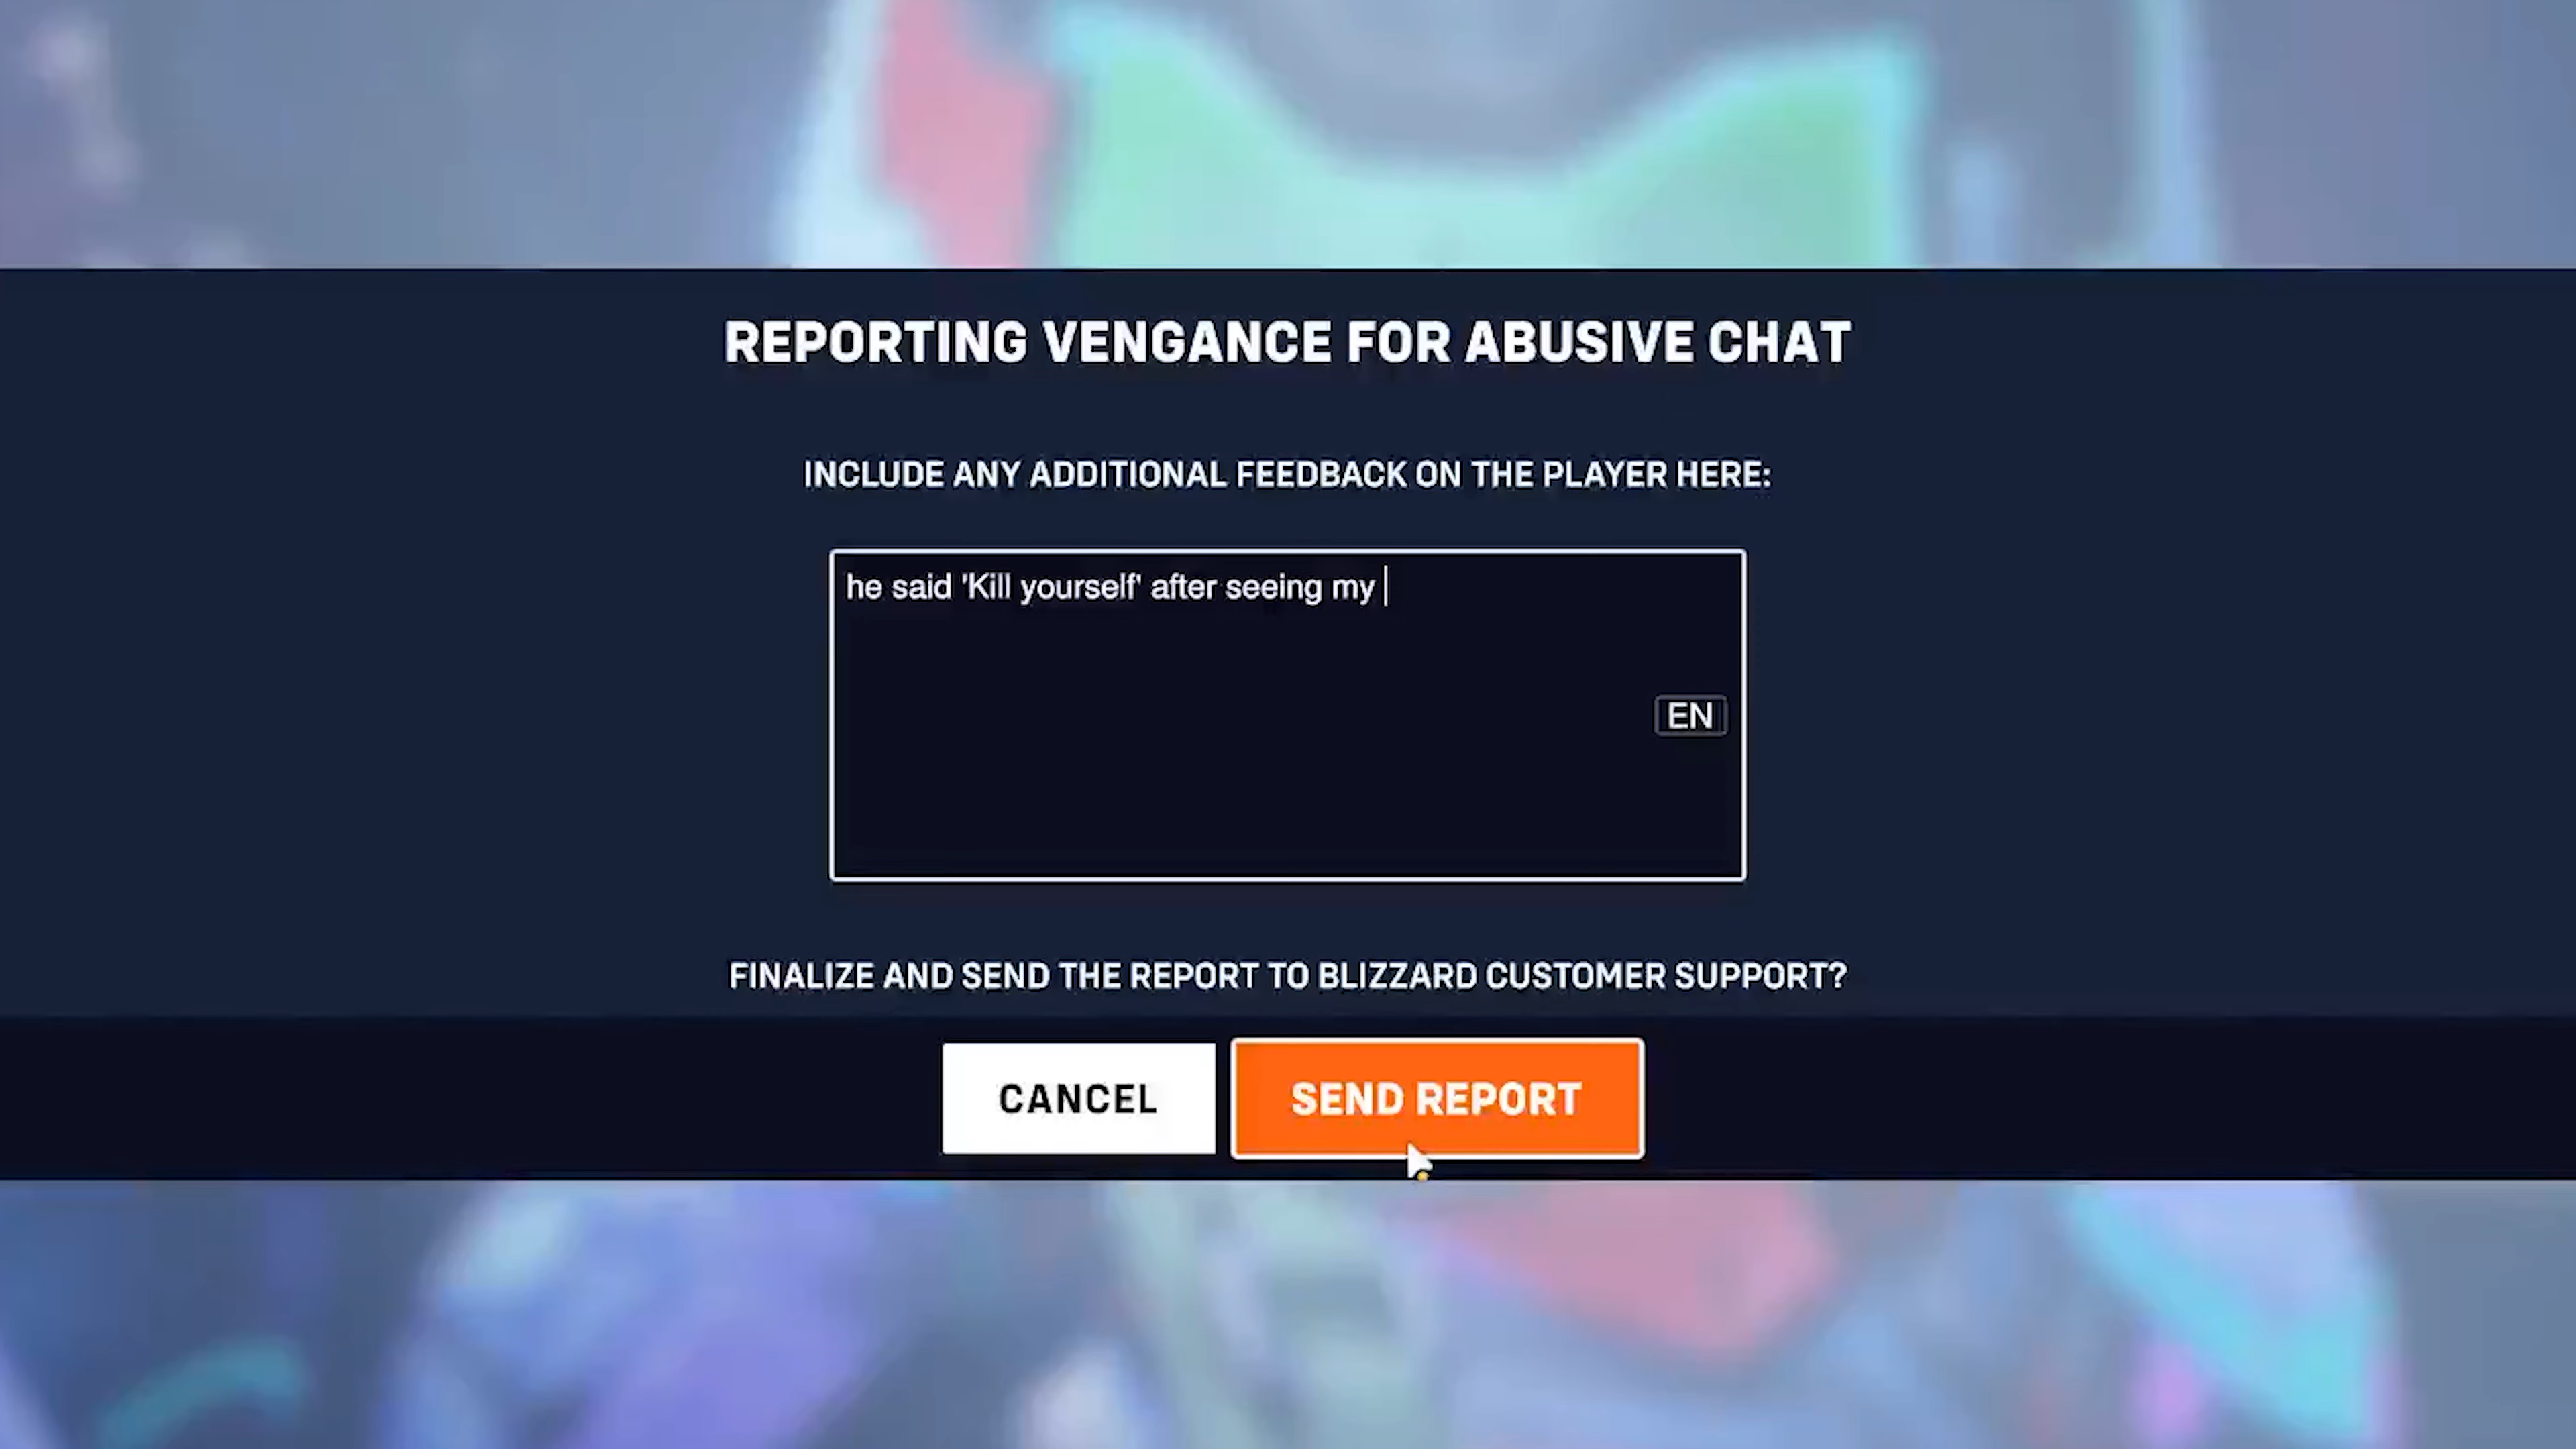 REPORTING VENGANCE FOR ABUSIVE CHAT
INCLUDE ANY ADDITIONAL FEEDBACK ON THE PLAYER HERE:
he said 'Kill yourself' after seeing my
EN
FINALIZE AND SEND THE REPORT TO BLIZZARD CUSTOMER SUPPORT?
CANCEL
SEND REPORT